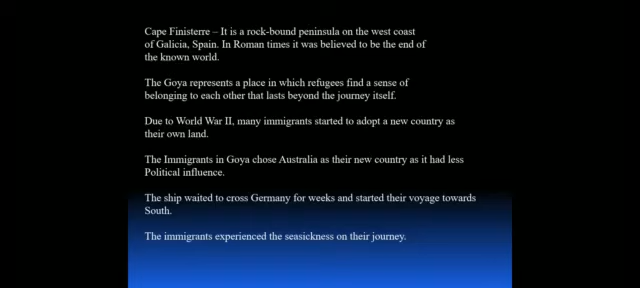 Cape Finisterre – It is a rock-bound peninsula on the west coast
of Galicia, Spain. In Roman times it was believed to be the end of
the known world.
The Goya represents a place in which refugees find a sense of
belonging to each other that lasts beyond the journey itself.
Due to World War II, many immigrants started to adopt a new country as
their own land.
The Immigrants in Goya chose Australia as their new country as it had less
Political influence.
The ship waited to cross Germany for weeks and started their voyage towards
South.
The immigrants experienced the seasickness on their journey.